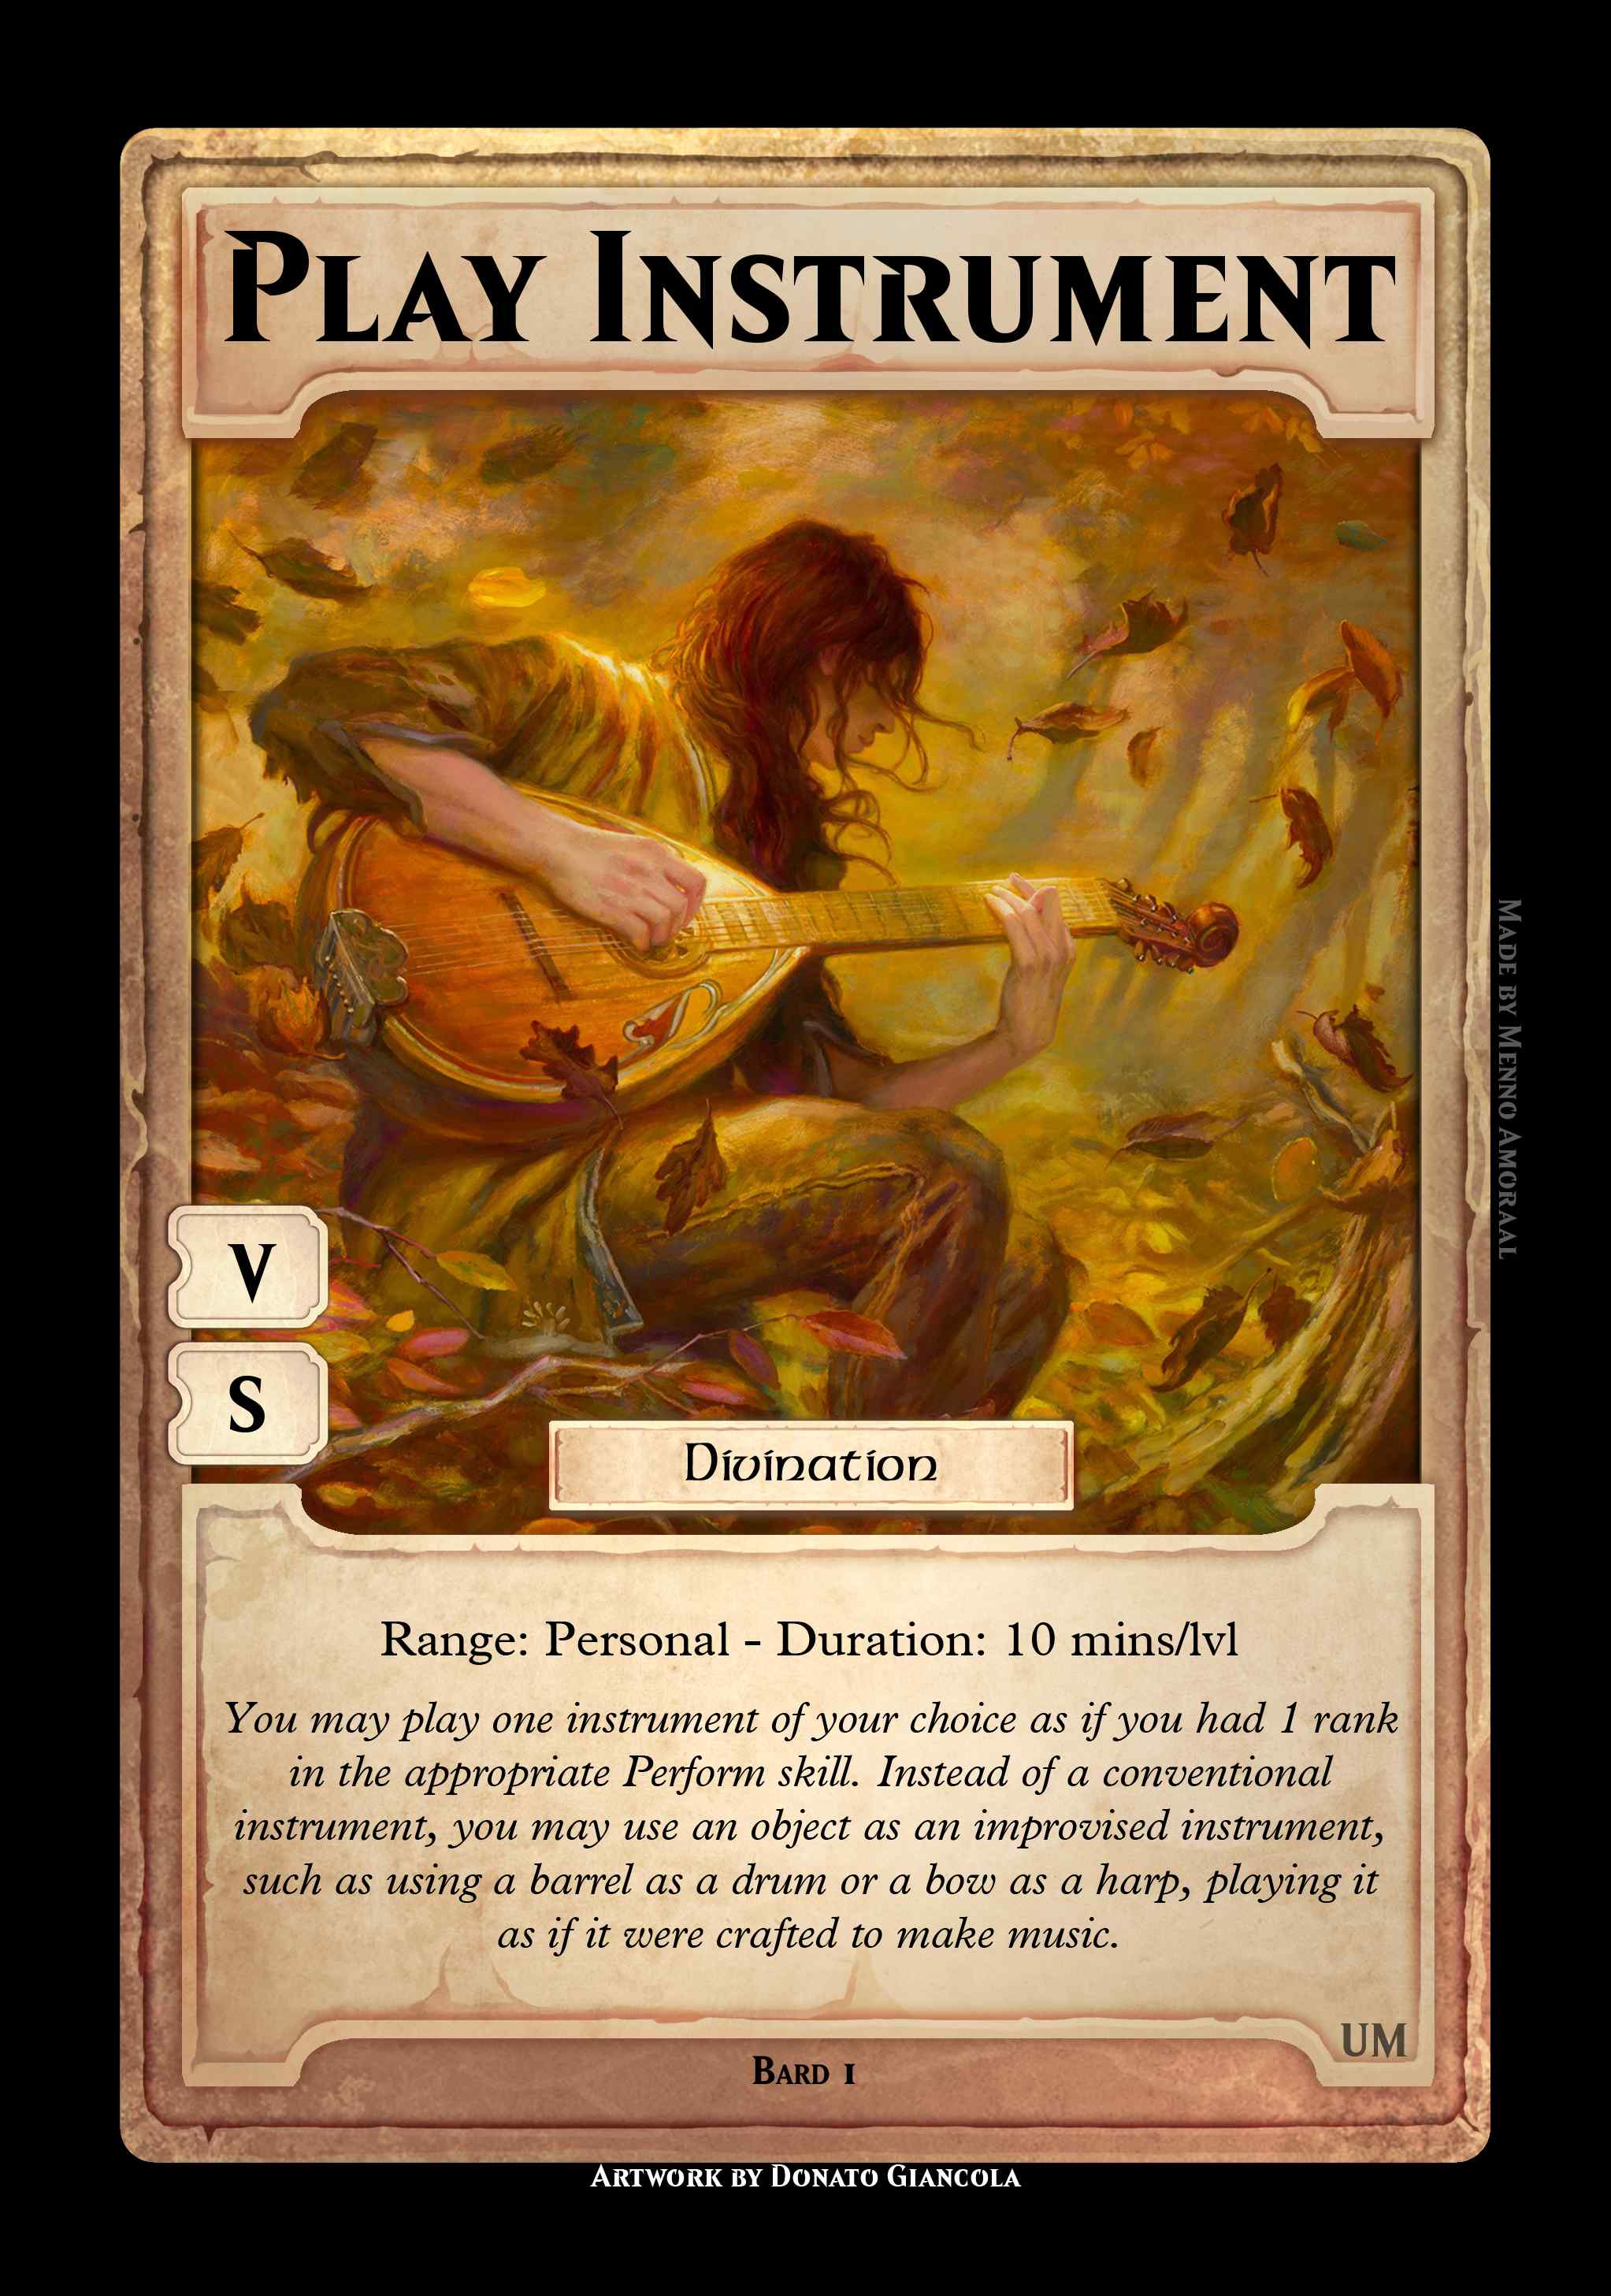 Play Instrument
V
S
Divination
Range: Personal - Duration: 10 mins/lvl
You may play one instrument of your choice as if you had 1 rank
in the appropriate Perform skill. Instead of a conventional
instrument, you may use an object as an improvised instrument,
such as using a barrel as a drum or a bow as a harp, playing it
as if it were crafted to make music.
UM
Bard 1
Artwork by Donato Giancola
Made by Menno Amoraal